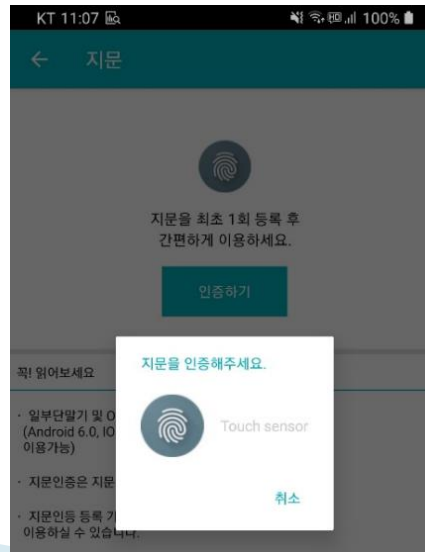 KT 11:07
100%
지문
지문을 최초 1회 등록 후
간편하게 이용하세요.
인증하기
꼭! 읽어보세요
지문을 인증해주세요.
Touch sensor
취소
· 일부단말기 및 O
(Android 6.0, IO
이용가능)
· 지문인증은 지문
· 지문인등 등록 기
이용하실 수 있습니다.